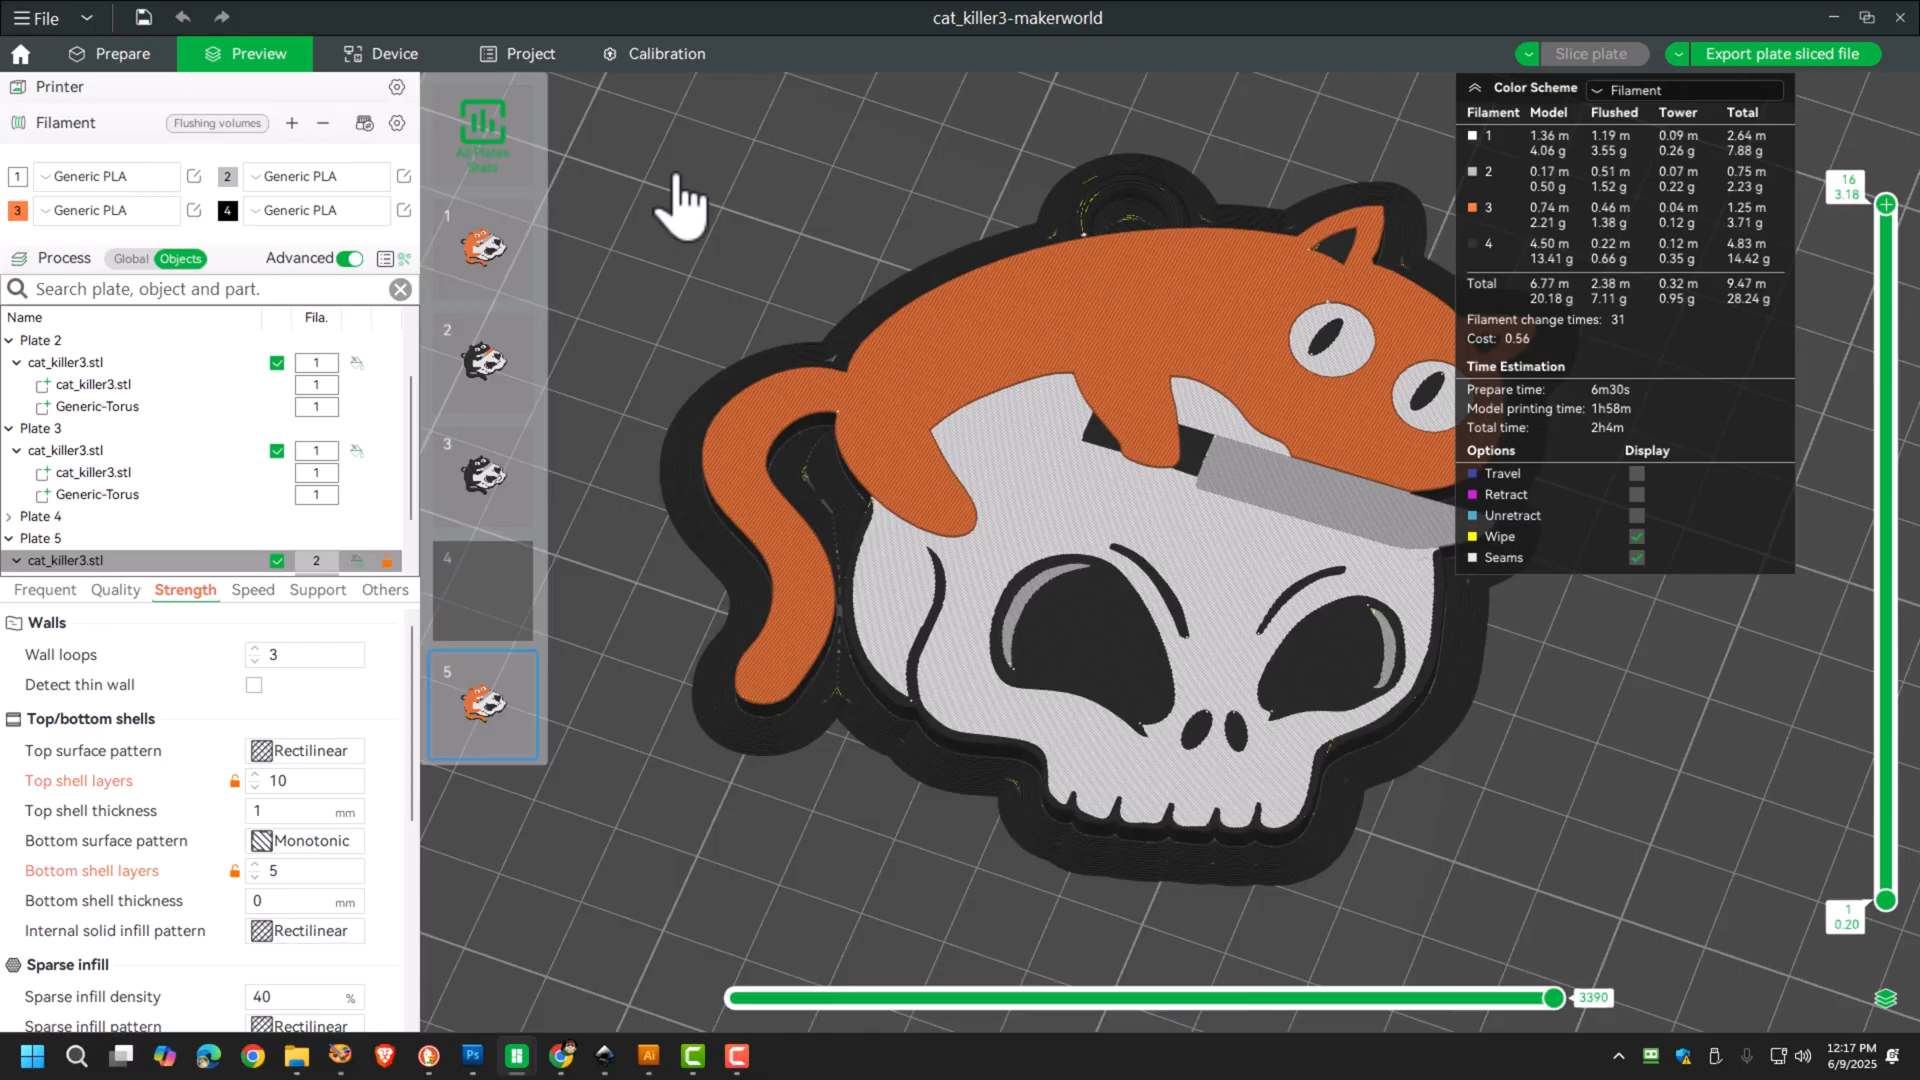 File
cat_killer3-makerworld
Prepare
Preview
Device
Project
Calibration
Slice plate
Export plate sliced file
Printer
Filament
Flushing volumes
1 Generic PLA 2 Generic PLA
3 Generic PLA 4 Generic PLA
Process Global Objects Advanced
Search plate, object and part.
Name Fila.
Plate 2
cat_killer3.stl 1
cat_killer3.stl 1
Generic-Torus 1
Plate 3
cat_killer3.stl 1
cat_killer3.stl 1
Generic-Torus 1
Plate 4
Plate 5
cat_killer3.stl 2
Frequent Quality Strength Speed Support Others
Walls
Wall loops 3
Detect thin wall
Top/bottom shells
Top surface pattern Rectilinear
Top shell layers 10
Top shell thickness 1 mm
Bottom surface pattern Monotonic
Bottom shell layers 5
Bottom shell thickness 0 mm
Internal solid infill pattern Rectilinear
Sparse infill
Sparse infill density 40 %
Sparse infill pattern Rectilinear
All Plates
Stats
1
2
3
4
5
Color Scheme Filament
Filament Model Flushed Tower Total
1 1.36 m 1.19 m 0.09 m 2.64 m
4.06 g 3.55 g 0.26 g 7.88 g
2 0.17 m 0.51 m 0.07 m 0.75 m
0.50 g 1.52 g 0.22 g 2.23 g
3 0.74 m 0.46 m 0.04 m 1.25 m
2.21 g 1.38 g 0.12 g 3.71 g
4 4.50 m 0.22 m 0.12 m 4.83 m
13.41 g 0.66 g 0.35 g 14.42 g
Total 6.77 m 2.38 m 0.32 m 9.47 m
20.18 g 7.11 g 0.95 g 28.24 g
Filament change times: 31
Cost: 0.56
Time Estimation
Prepare time: 6m30s
Model printing time: 1h58m
Total time: 2h4m
Options Display
Travel
Retract
Unretract
Wipe
Seams
16
3.18
1
0.20
3390
Ps
Ai
12:17 PM
6/9/2025